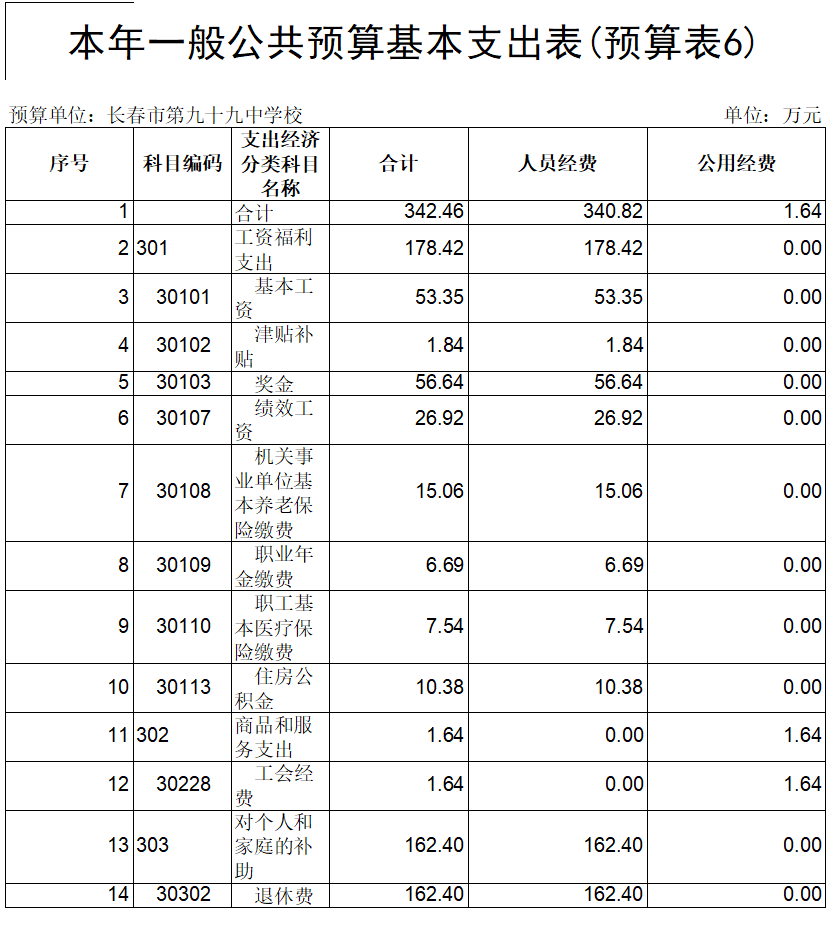 本年一般公共预算基本支出表(预算表6)
预算单位：长春市第九十九中学校 单位：万元
序号 科目编码 支出经济
分类科目
名称 合计 人员经费 公用经费
1 合计 342.46 340.82 1.64
2 301 工资福利
支出 178.42 178.42 0.00
3 30101 基本工
资 53.35 53.35 0.00
4 30102 津贴补
贴 1.84 1.84 0.00
5 30103 奖金 56.64 56.64 0.00
6 30107 绩效工
资 26.92 26.92 0.00
7 30108 机关事
业单位基
本养老保
险缴费 15.06 15.06 0.00
8 30109 职业年
金缴费 6.69 6.69 0.00
9 30110 职工基
本医疗保
险缴费 7.54 7.54 0.00
10 30113 住房公
积金 10.38 10.38 0.00
11 302 商品和服
务支出 1.64 0.00 1.64
12 30228 工会经
费 1.64 0.00 1.64
13 303 对个人和
家庭的补
助 162.40 162.40 0.00
14 30302 退休费 162.40 162.40 0.00